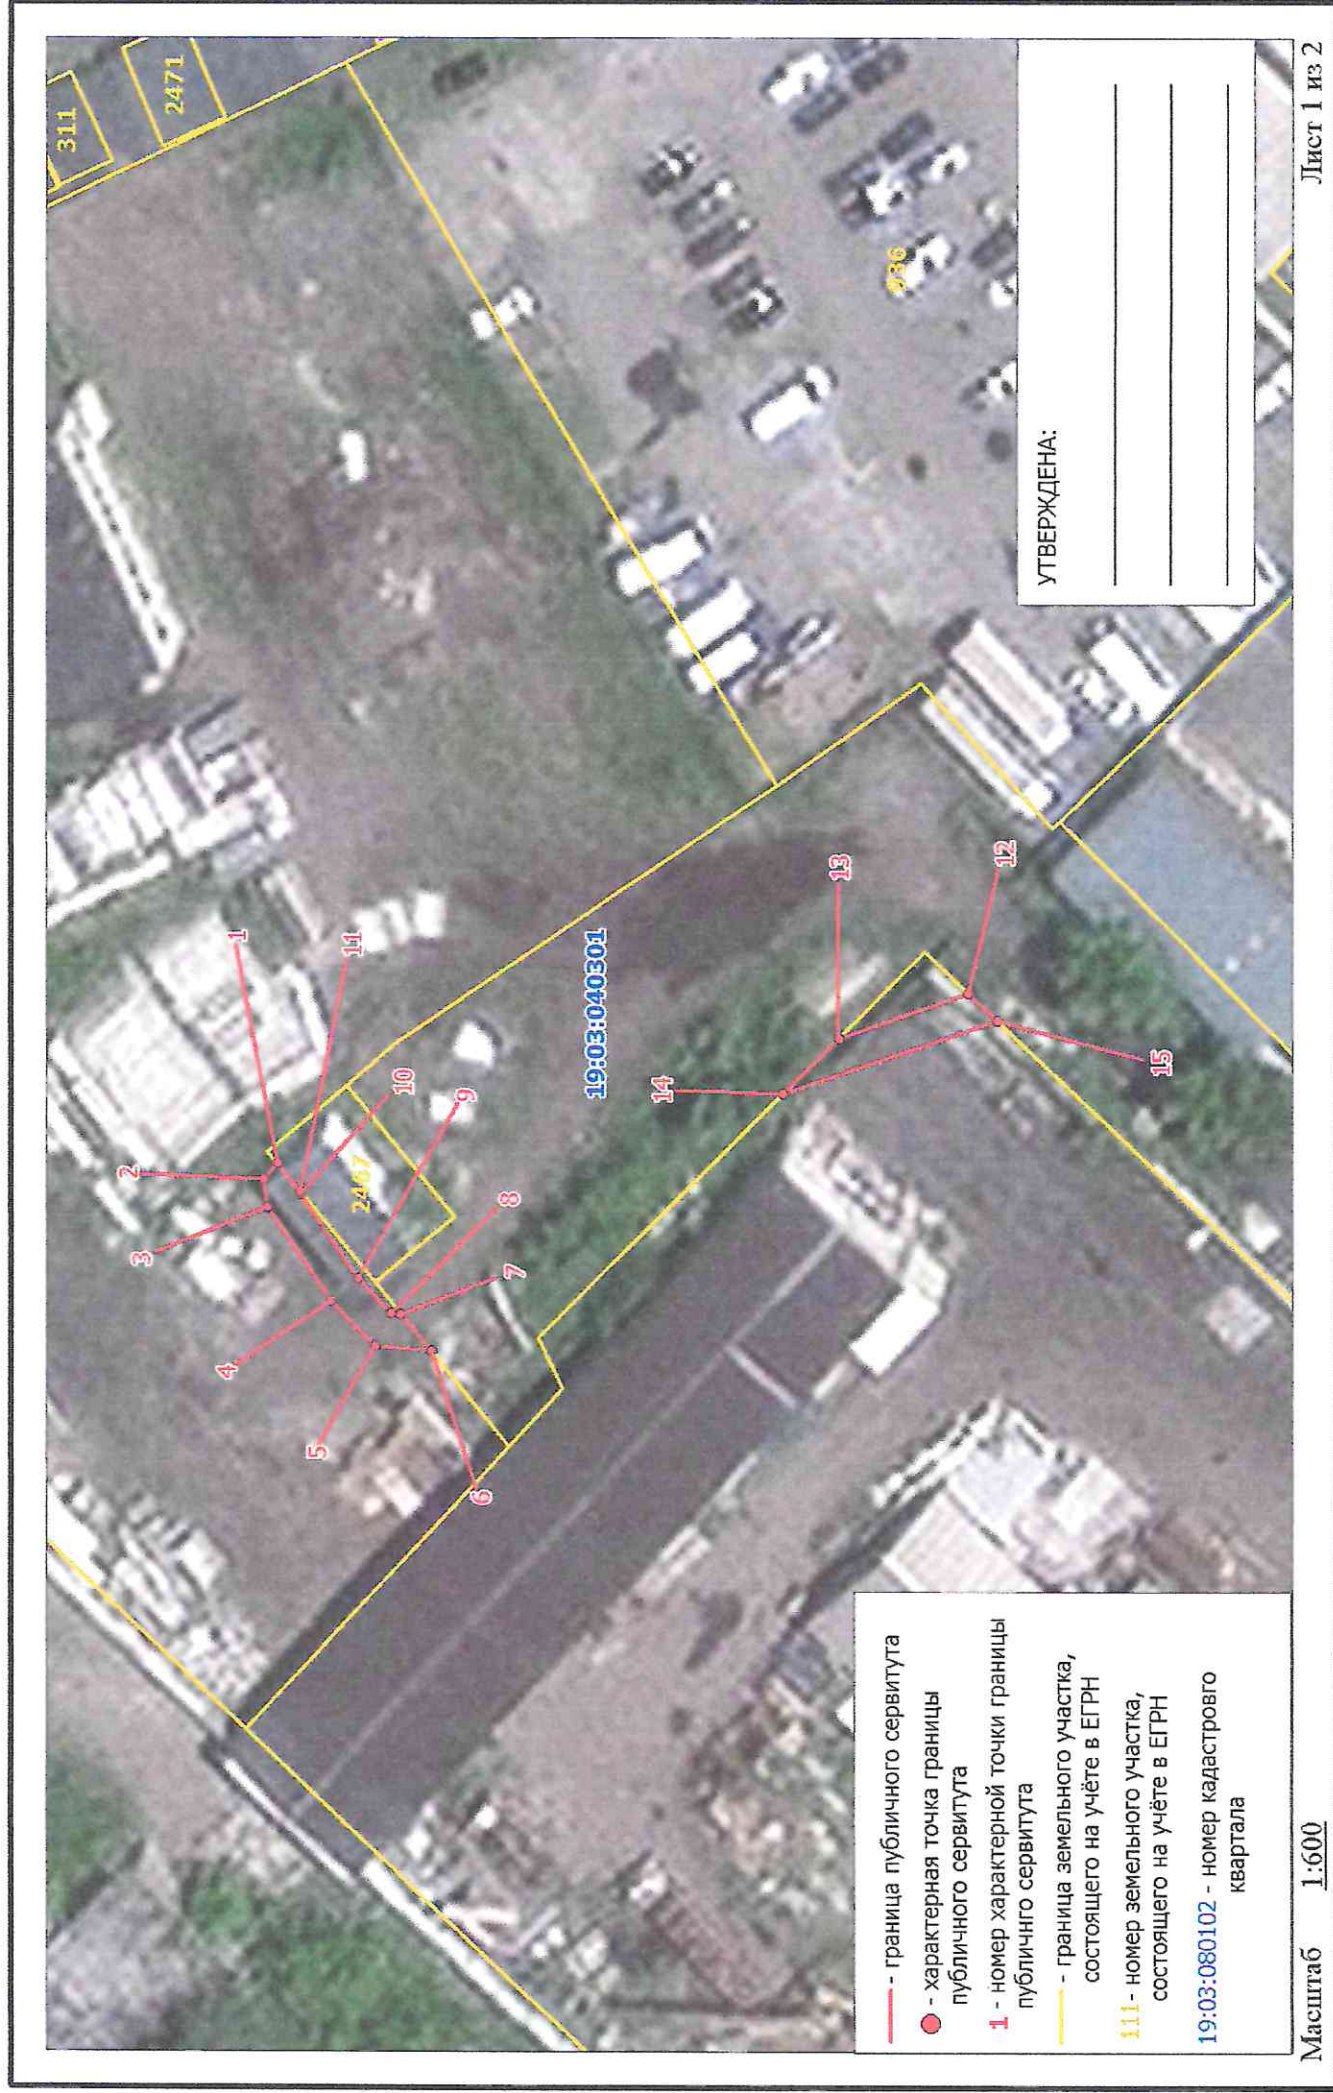 311
2471
936
2467
19:03:040301
1
2
3
4
5
6
7
8
9
10
11
12
13
14
15
УТВЕРЖДЕНА:
- граница публичного сервитута
- характерная точка границы
публичного сервитута
1 - номер характерной точки границы
публичнго сервитута
- граница земельного участка,
состоящего на учёте в ЕГРН
111 - номер земельного участка,
состоящего на учёте в ЕГРН
19:03:080102 - номер кадастрового
квартала
Масштаб 1:600
Лист 1 из 2